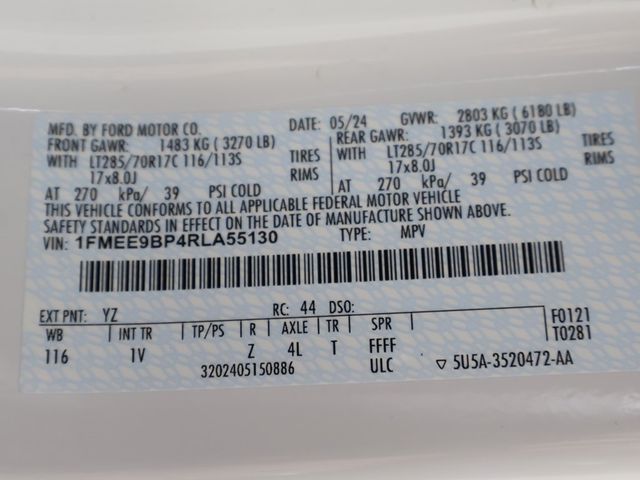 MFD. BY FORD MOTOR CO. DATE: 05/24 GVWR: 2803 KG ( 6180 LB)
FRONT GAWR: 1483 KG ( 3270 LB) REAR GAWR: 1393 KG ( 3070 LB)
WITH LT285/70R17C 116/113S TIRES WITH LT285/70R17C 116/113S TIRES
17x8.0J RIMS 17x8.0J RIMS
AT 270 kPa/ 39 PSI COLD AT 270 kPa/ 39 PSI COLD
THIS VEHICLE CONFORMS TO ALL APPLICABLE FEDERAL MOTOR VEHICLE
SAFETY STANDARDS IN EFFECT ON THE DATE OF MANUFACTURE SHOWN ABOVE.
VIN: 1FMEE9BP4RLA55130 TYPE: MPV
EXT PNT: YZ RC: 44 DSO: F0121
WB INT TR TP/PS R AXLE TR SPR T0281
116 1V Z 4L T FFFF
3202405150886 ULC ▽ 5U5A-3520472-AA